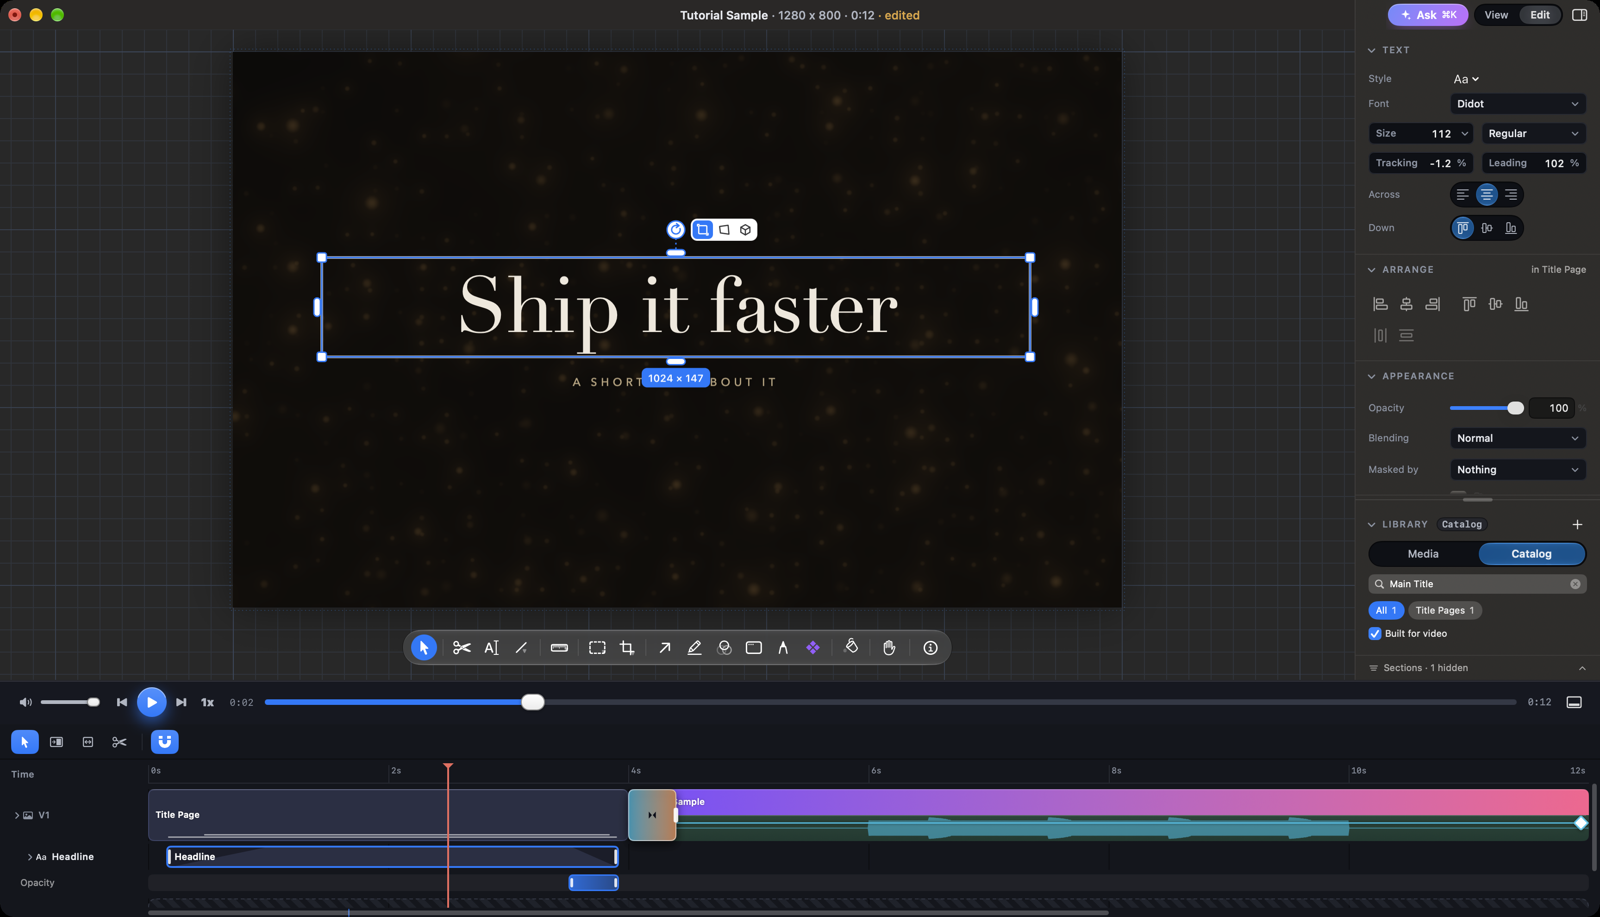 Tutorial Sample · 1280 x 800 · 0:12 · edited
Ask ⌘K
View
Edit
TEXT
Style Aa
Font Didot
Size 112 Regular
Tracking -1.2 % Leading 102 %
Across
Down
ARRANGE in Title Page
APPEARANCE
Opacity 100 %
Blending Normal
Masked by Nothing
Ship it faster
1024 × 147
A SHORT BOUT IT
LIBRARY Catalog
Media Catalog
Main Title
All 1 Title Pages 1
Built for video
Sections · 1 hidden
1x 0:02 0:12
Time 0s 2s 4s 6s 8s 10s 12s
V1 Title Page ample
Aa Headline Headline
Opacity